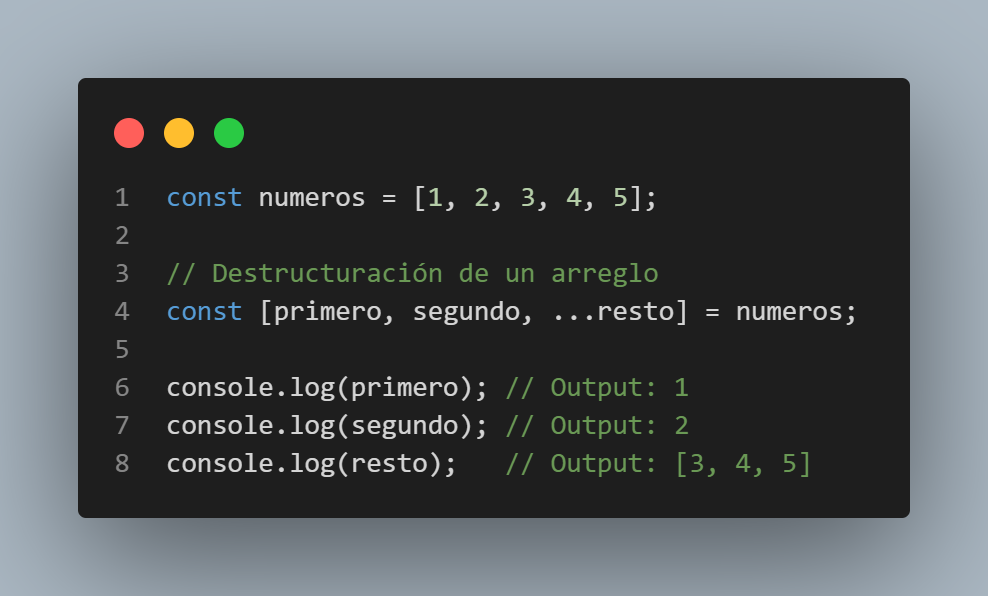 1 const numeros = [1, 2, 3, 4, 5];
2
3 // Destructuración de un arreglo
4 const [primero, segundo, ...resto] = numeros;
5
6 console.log(primero); // Output: 1
7 console.log(segundo); // Output: 2
8 console.log(resto);   // Output: [3, 4, 5]